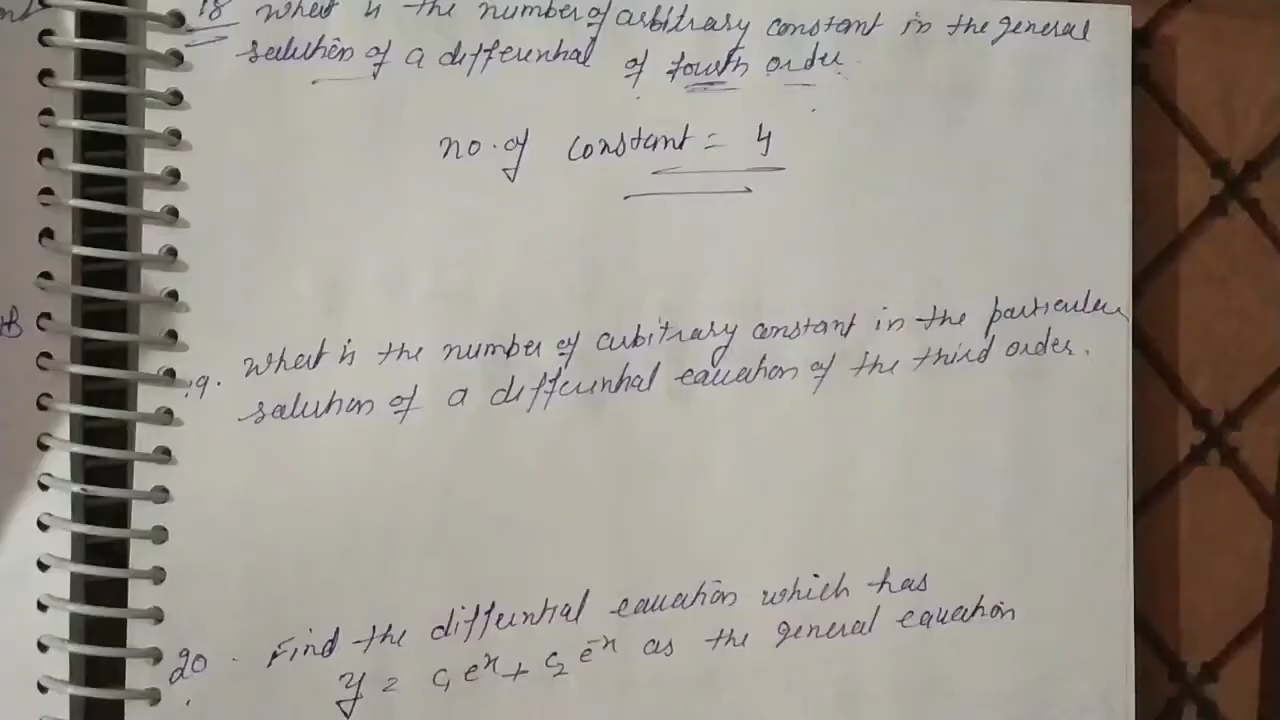 18 What is the number of arbitrary constant in the general
solution of a differential of fourth order.
no. of constant = 4
19. What is the number of arbitrary constant in the particular
solution of a differential equation of the third order.
20. Find the differential equation which has
y = c₁eˣ + c₂e⁻ˣ as the general equation